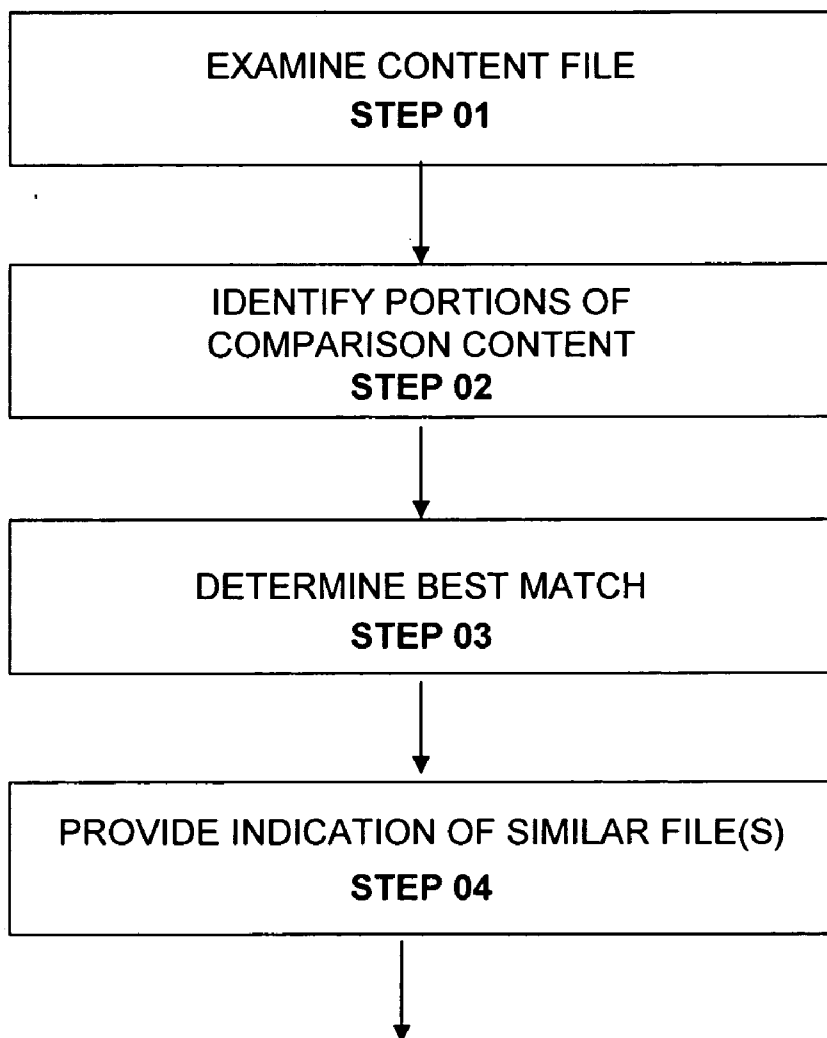 EXAMINE CONTENT FILE
STEP 01
IDENTIFY PORTIONS OF
COMPARISON CONTENT
STEP 02
DETERMINE BEST MATCH
STEP 03
PROVIDE INDICATION OF SIMILAR FILE(S)
STEP 04